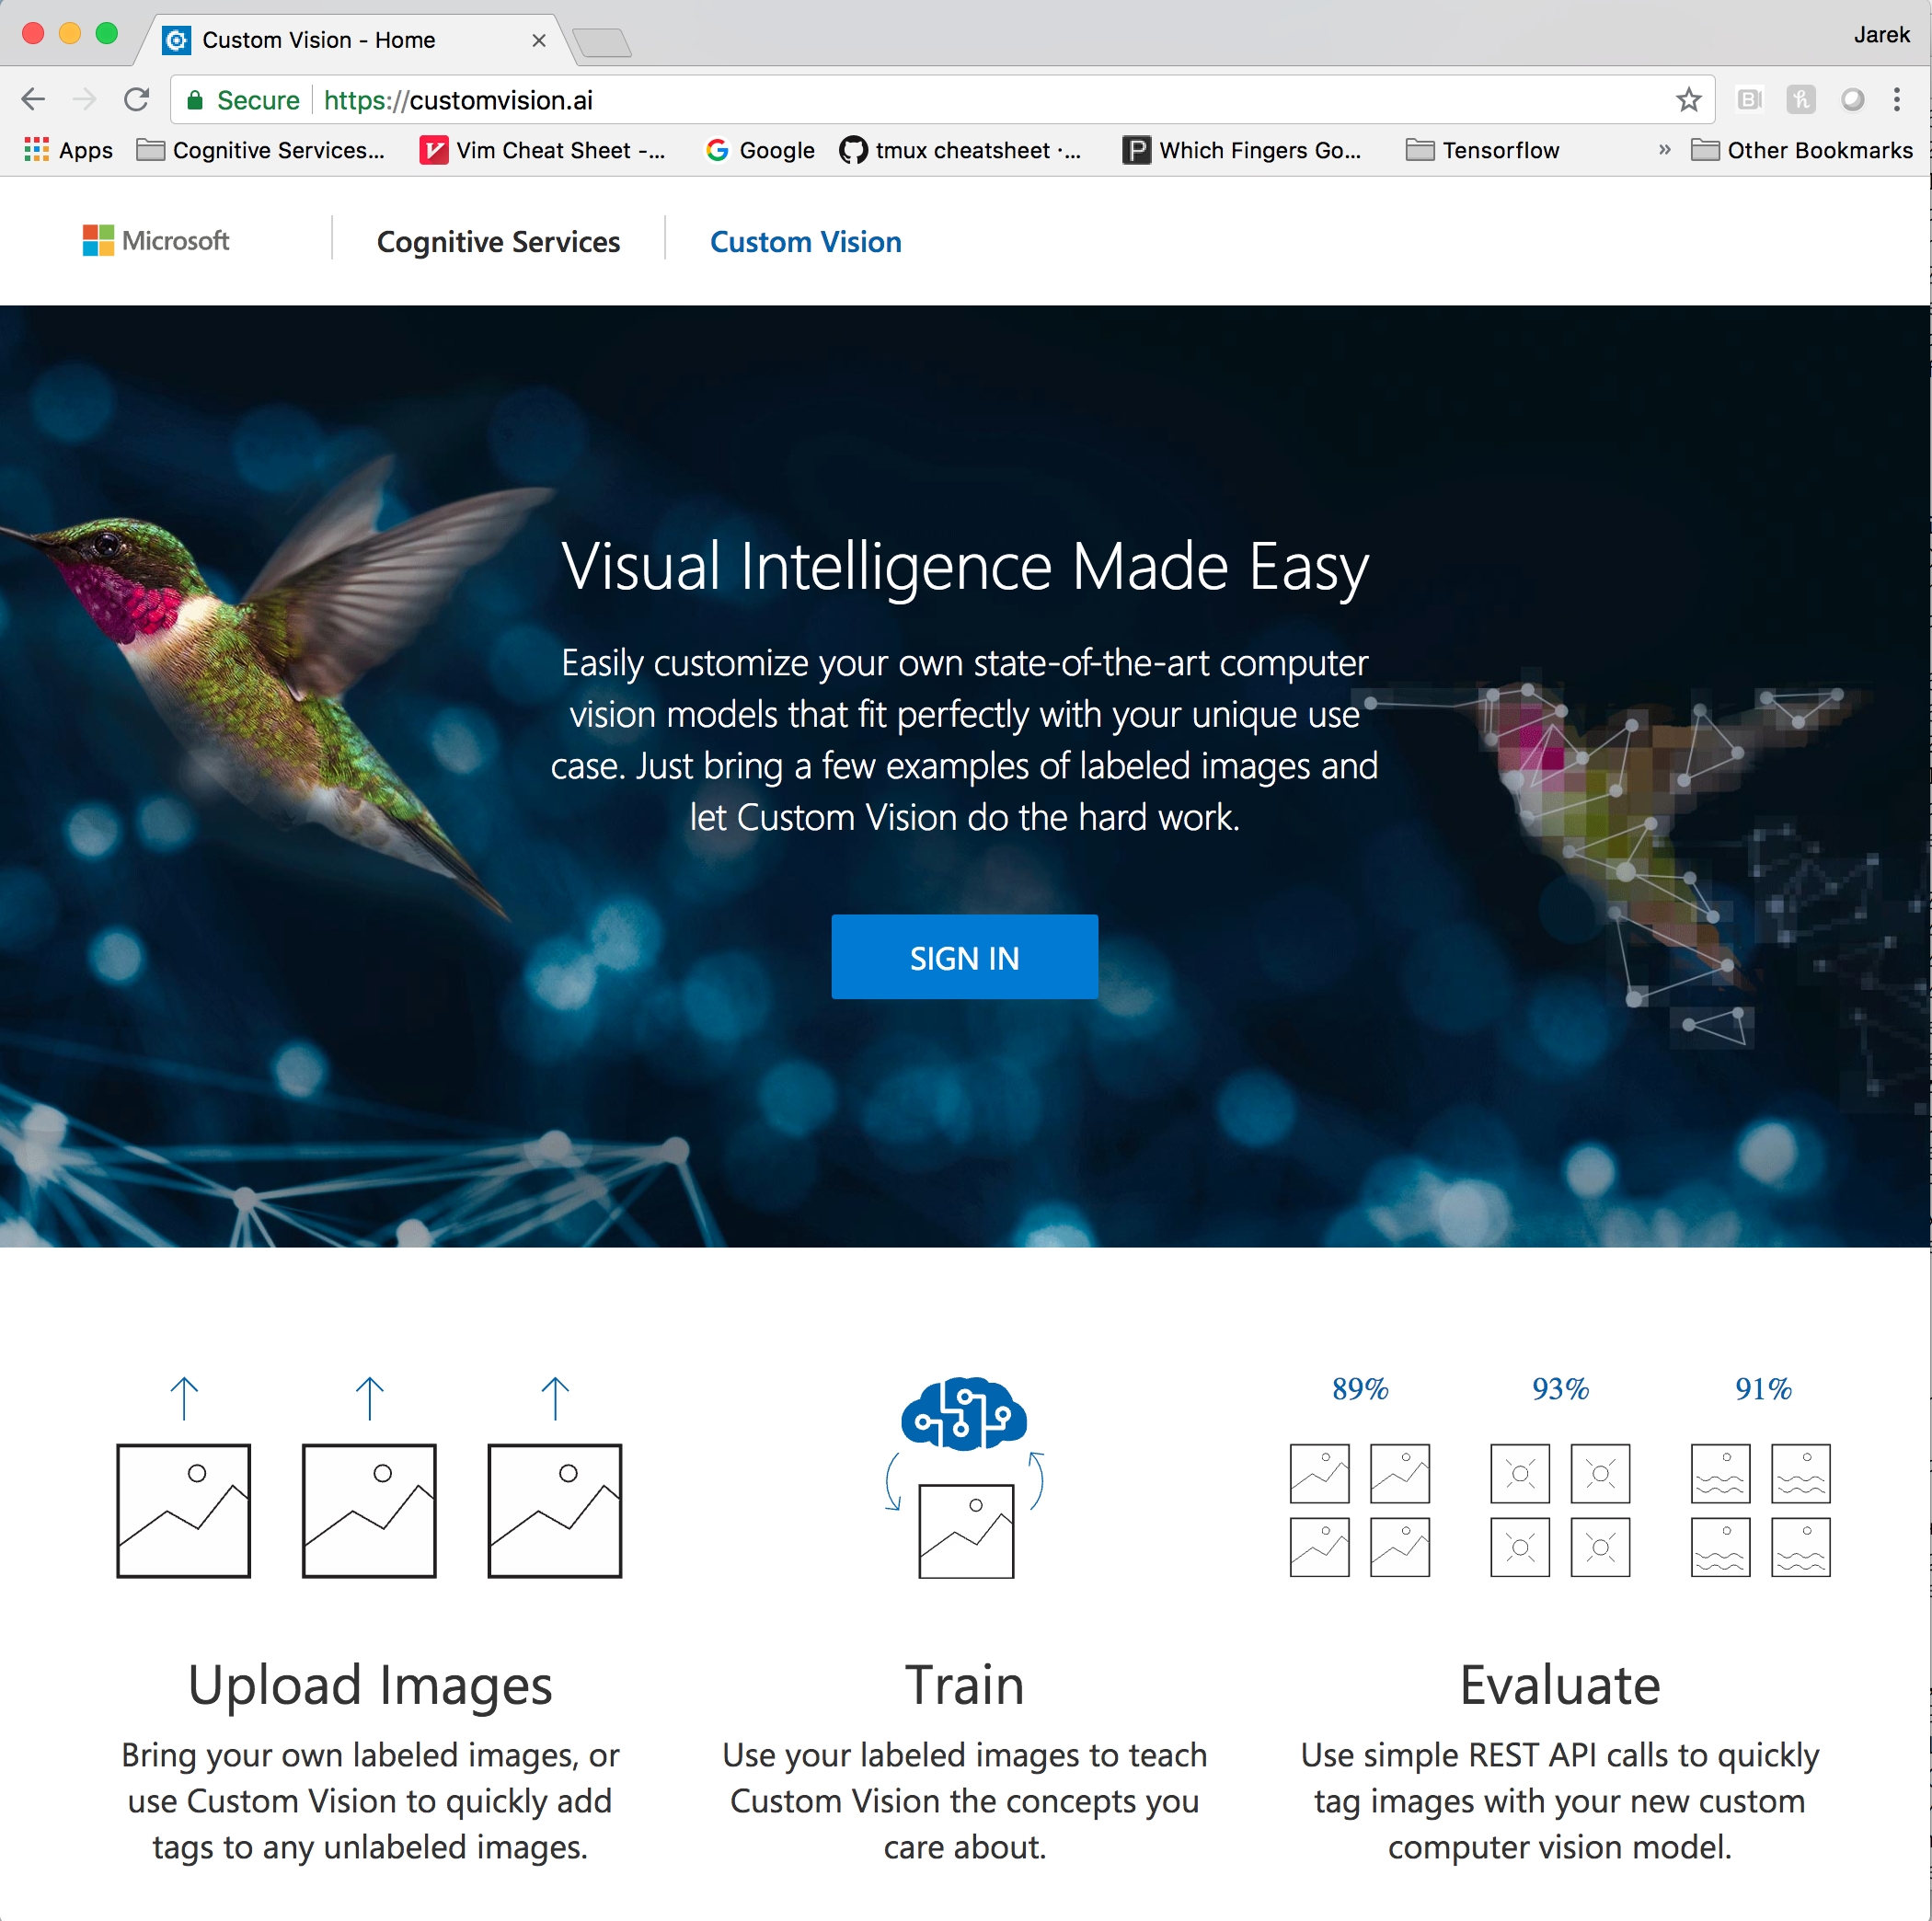 Custom Vision - Home
Jarek
Secure
https://customvision.ai
Apps
Cognitive Services...
Vim Cheat Sheet -...
Google
tmux cheatsheet ·...
Which Fingers Go...
Tensorflow
»
Other Bookmarks
Microsoft
Cognitive Services
Custom Vision
Visual Intelligence Made Easy
Easily customize your own state-of-the-art computer
vision models that fit perfectly with your unique use
case. Just bring a few examples of labeled images and
let Custom Vision do the hard work.
SIGN IN
89%
93%
91%
Upload Images
Bring your own labeled images, or
use Custom Vision to quickly add
tags to any unlabeled images.
Train
Use your labeled images to teach
Custom Vision the concepts you
care about.
Evaluate
Use simple REST API calls to quickly
tag images with your new custom
computer vision model.